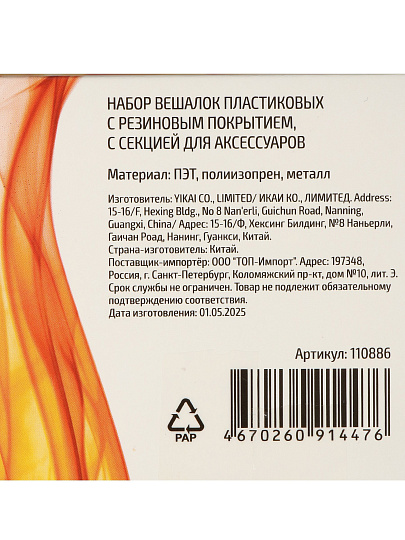 НАБОР ВЕШАЛОК ПЛАСТИКОВЫХ
С РЕЗИНОВЫМ ПОКРЫТИЕМ,
С СЕКЦИЕЙ ДЛЯ АКСЕССУАРОВ
Материал: ПЭТ, полиизопрен, металл
Изготовитель: YIKAI CO., LIMITED/ ИКАИ КО., ЛИМИТЕД. Address:
15-16/F, Hexing Bldg., No 8 Nan'erli, Guichun Road, Nanning,
Guangxi, China/ Адрес: 15-16/Ф, Хексинг Билдинг, №8 Наньерли,
Гаичан Роад, Нанинг, Гуанкси, Китай.
Страна-изготовитель: Китай.
Поставщик-импортёр: ООО "ТОП-Импорт". Адрес: 197348,
Россия, г. Санкт-Петербург, Коломяжский пр-кт, дом №10, лит. Э.
Срок службы не ограничен. Товар не подлежит обязательному
подтверждению соответствия.
Дата изготовления: 01.05.2025
Артикул: 110886
PAP
4 670260 914476